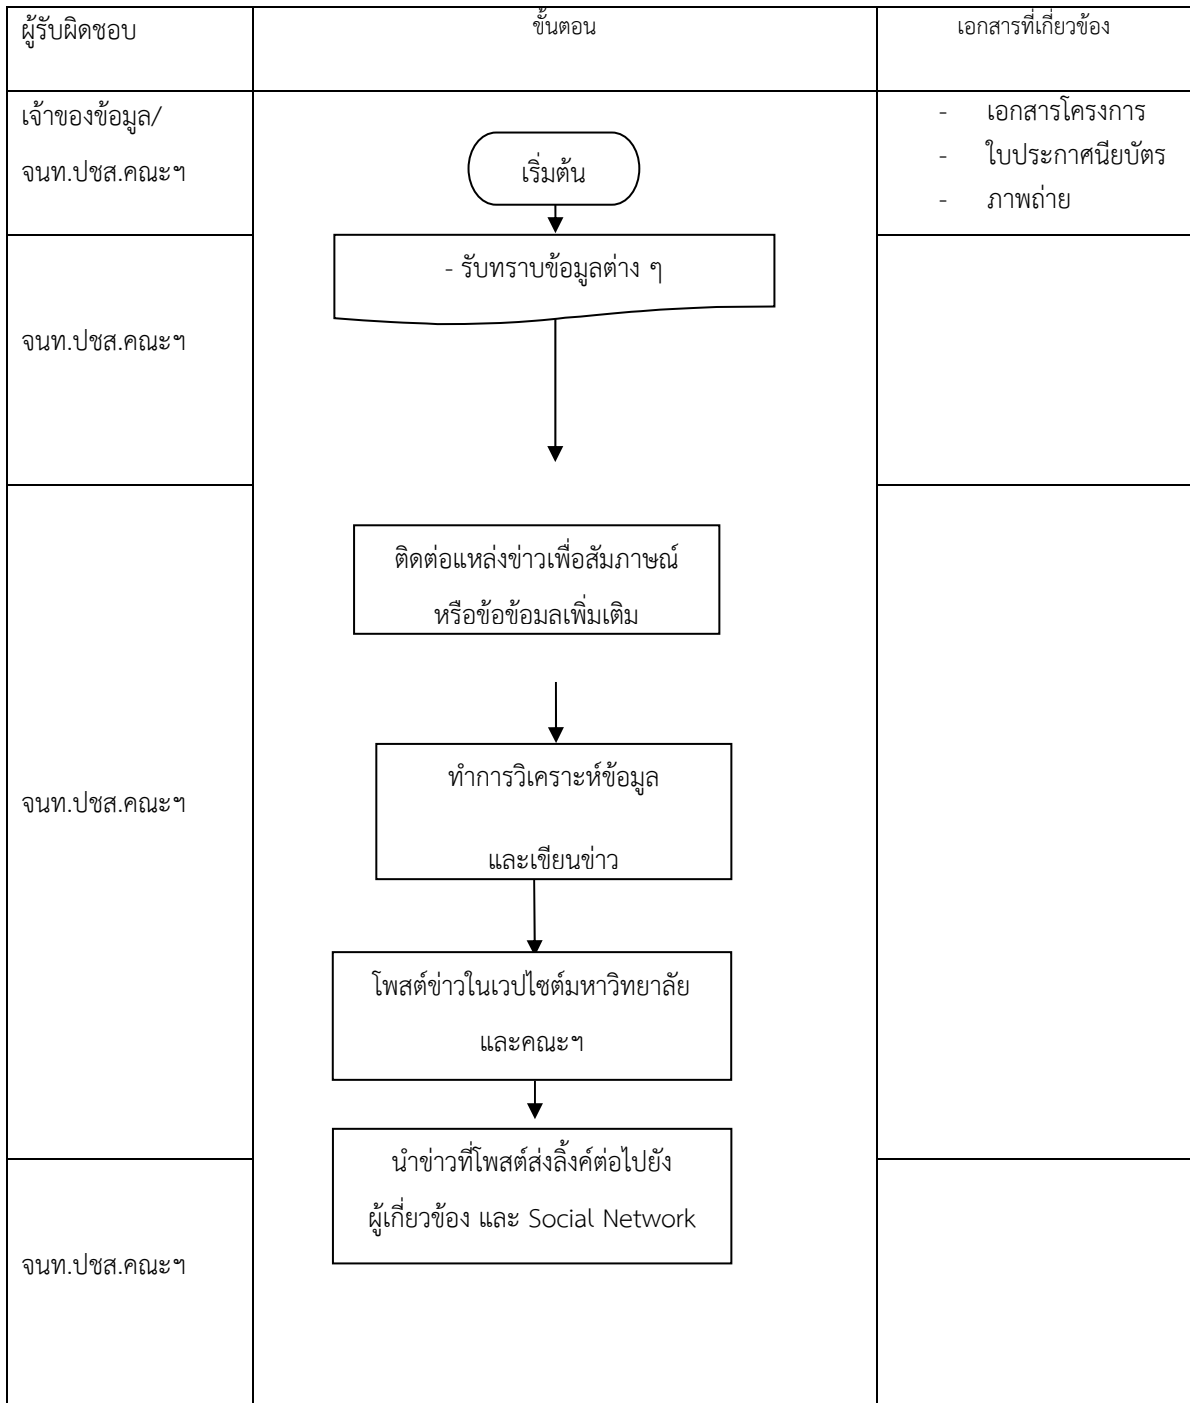 ผู้รับผิดชอบ
ขั้นตอน
เอกสารที่เกี่ยวข้อง
เจ้าของข้อมูล/
จนท.ปชส.คณะฯ
เริ่มต้น
- เอกสารโครงการ
- ใบประกาศนียบัตร
- ภาพถ่าย
- รับทราบข้อมูลต่าง ๆ
จนท.ปชส.คณะฯ
ติดต่อแหล่งข่าวเพื่อสัมภาษณ์
หรือข้อข้อมลเพิ่มเติม
ทำการวิเคราะห์ข้อมูล
และเขียนข่าว
จนท.ปชส.คณะฯ
โพสต์ข่าวในเวปไซต์มหาวิทยาลัย
และคณะฯ
นำข่าวที่โพสต์ส่งลิ้งค์ต่อไปยัง
ผู้เกี่ยวข้อง และ Social Network
จนท.ปชส.คณะฯ